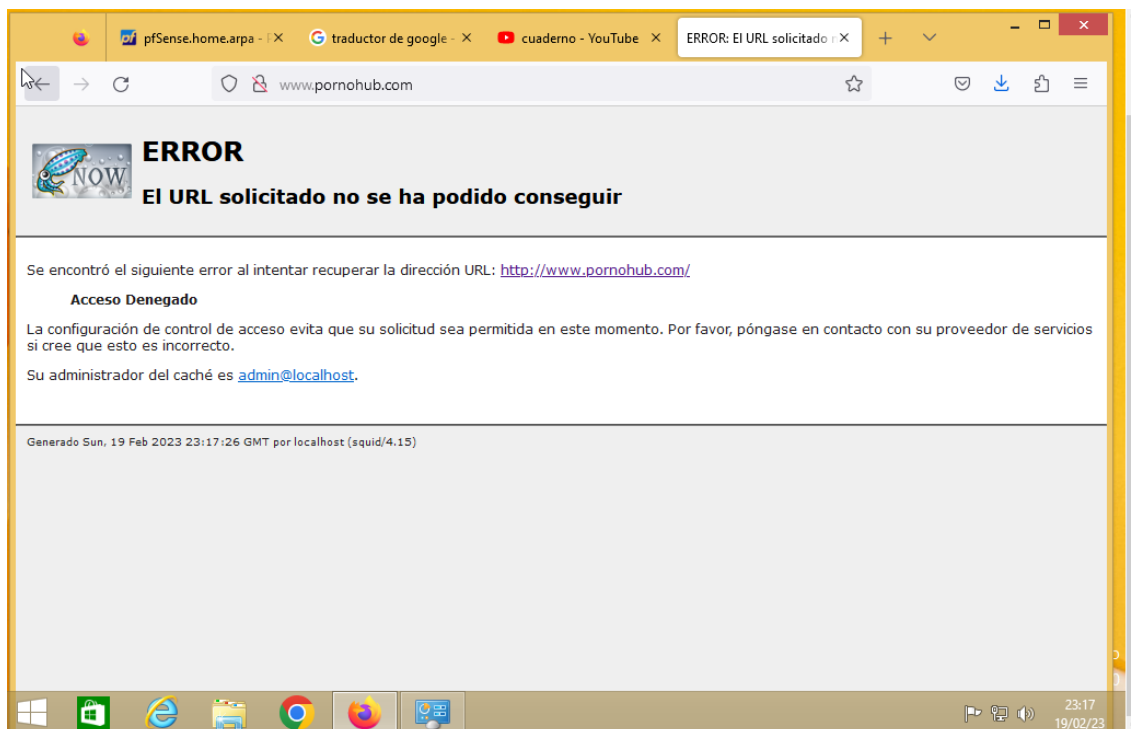 pfSense.home.arpa - F
traductor de google -
cuaderno - YouTube
ERROR: El URL solicitado n
www.pornohub.com
NOW
ERROR
El URL solicitado no se ha podido conseguir
Se encontró el siguiente error al intentar recuperar la dirección URL: http://www.pornohub.com/
Acceso Denegado
La configuración de control de acceso evita que su solicitud sea permitida en este momento. Por favor, póngase en contacto con su proveedor de servicios
si cree que esto es incorrecto.
Su administrador del caché es admin@localhost.
Generado Sun, 19 Feb 2023 23:17:26 GMT por localhost (squid/4.15)
23:17
19/02/23